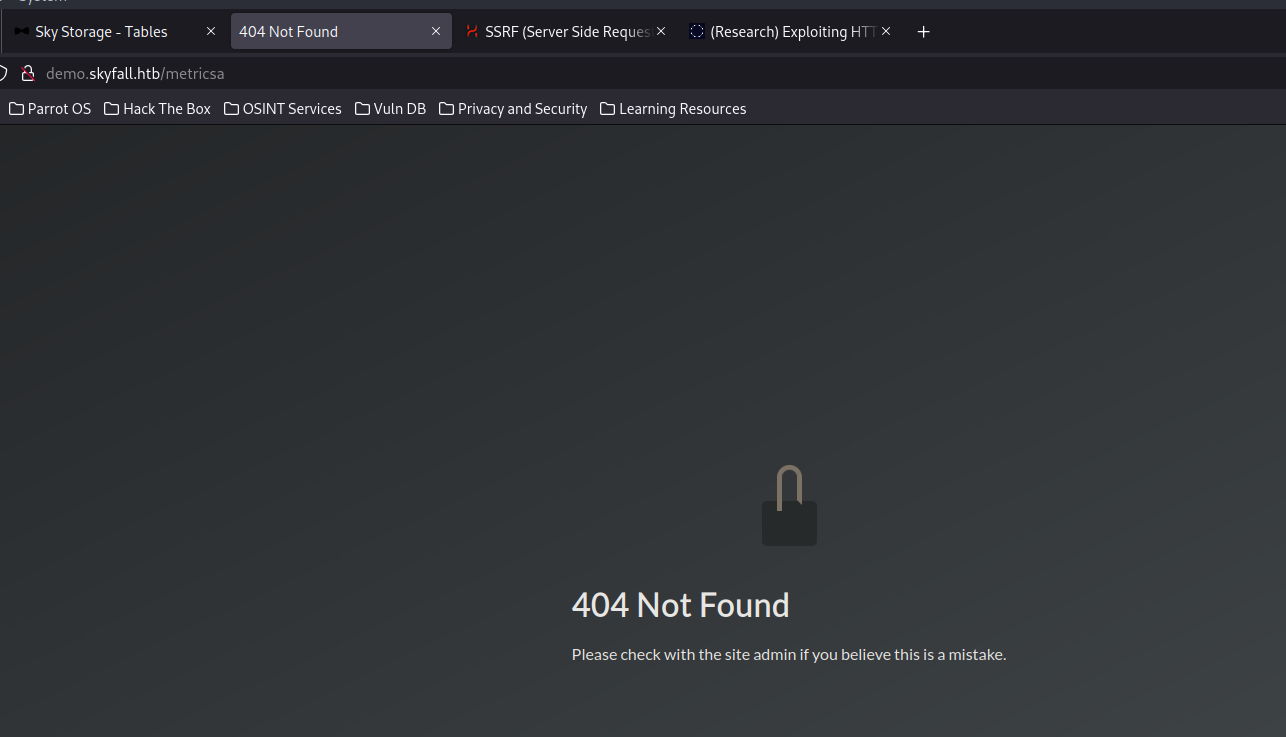 Sky Storage - Tables
404 Not Found
SSRF (Server Side Reques
(Research) Exploiting HTT
demo.skyfall.htb/metricsa
Parrot OS
Hack The Box
OSINT Services
Vuln DB
Privacy and Security
Learning Resources
404 Not Found
Please check with the site admin if you believe this is a mistake.